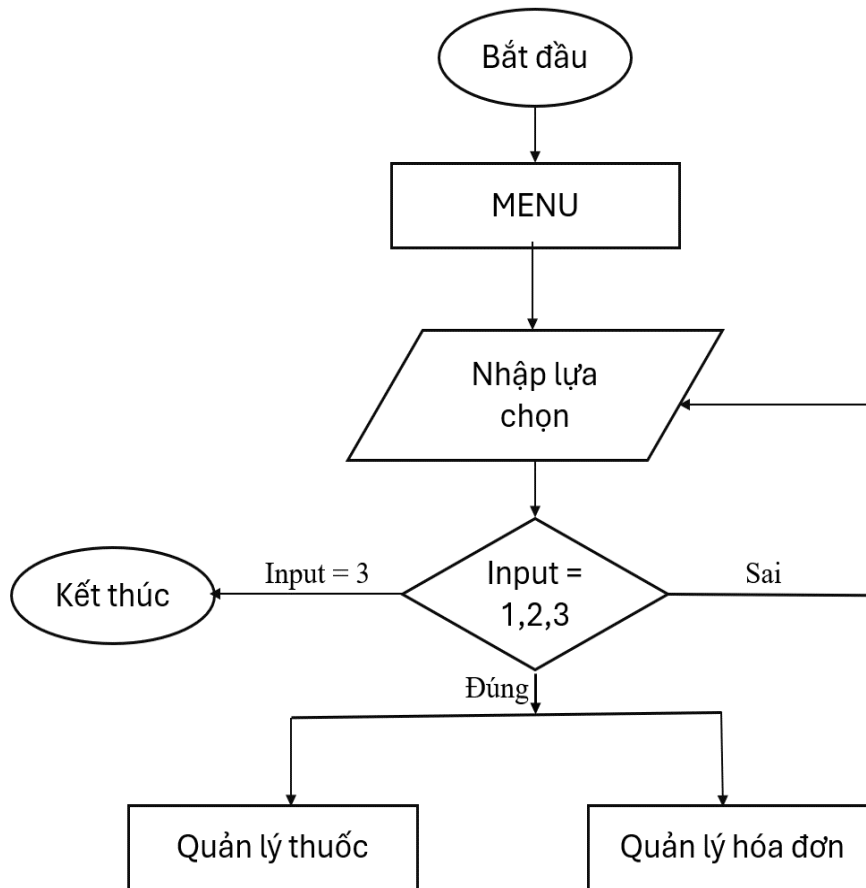 Bắt đầu
MENU
Nhập lựa
chọn
Input = 3
Input =
1,2,3
Sai
Kết thúc
Đúng
Quản lý thuốc
Quản lý hóa đơn